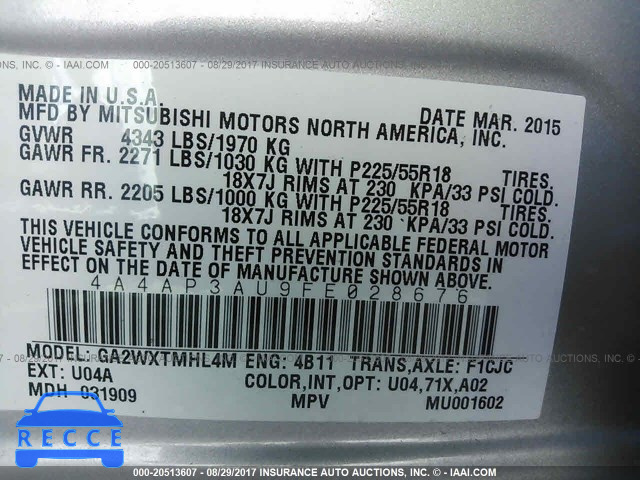 000-20513607 - 08/29/2017 INSURANCE AUTO AUCTIONS, INC. - © IAAI.COM
MADE IN U.S.A.
MFD BY MITSUBISHI MOTORS NORTH AMERICA, INC. DATE MAR. 2015
GVWR 4343 LBS/1970 KG
GAWR FR. 2271 LBS/1030 KG WITH P225/55R18 TIRES,
18X7J RIMS AT 230 KPA/33 PSI COLD.
GAWR RR. 2205 LBS/1000 KG WITH P225/55R18 TIRES,
18X7J RIMS AT 230 KPA/33 PSI COLD.
THIS VEHICLE CONFORMS TO ALL APPLICABLE FEDERAL MOTOR
VEHICLE SAFETY AND THEFT PREVENTION STANDARDS IN
EFFECT ON THE DATE OF MANUFACTURE SHOWN ABOVE.
4A4AP3AU9FE028676
MODEL: GA2WXTMHL4M ENG: 4B11 TRANS,AXLE: F1CJC
EXT: U04A COLOR,INT,OPT: U04,71X,A02
MDH 031909 MPV MU001602
RECCE
000-20513607 - 08/29/2017 INSURANCE AUTO AUCTIONS, INC. - © IAAI.COM